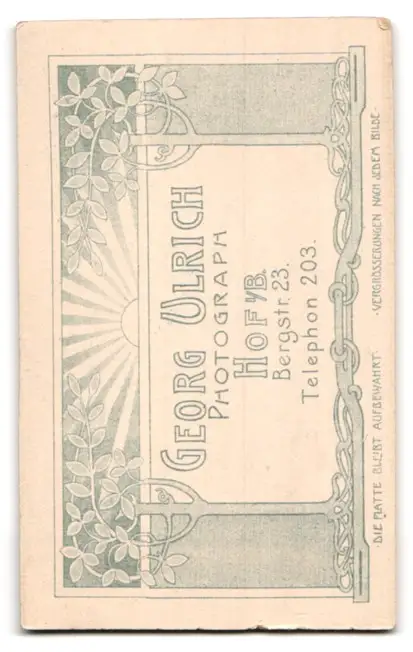 GEORG ULRICH
PHOTOGRAPH
HOF i/B.
Bergstr. 23.
Telephon 203.
·DIE PLATTE BLEIBT AUFBEWAHRT· ·VERGRÖSSERUNGEN NACH JEDEM BILDE·